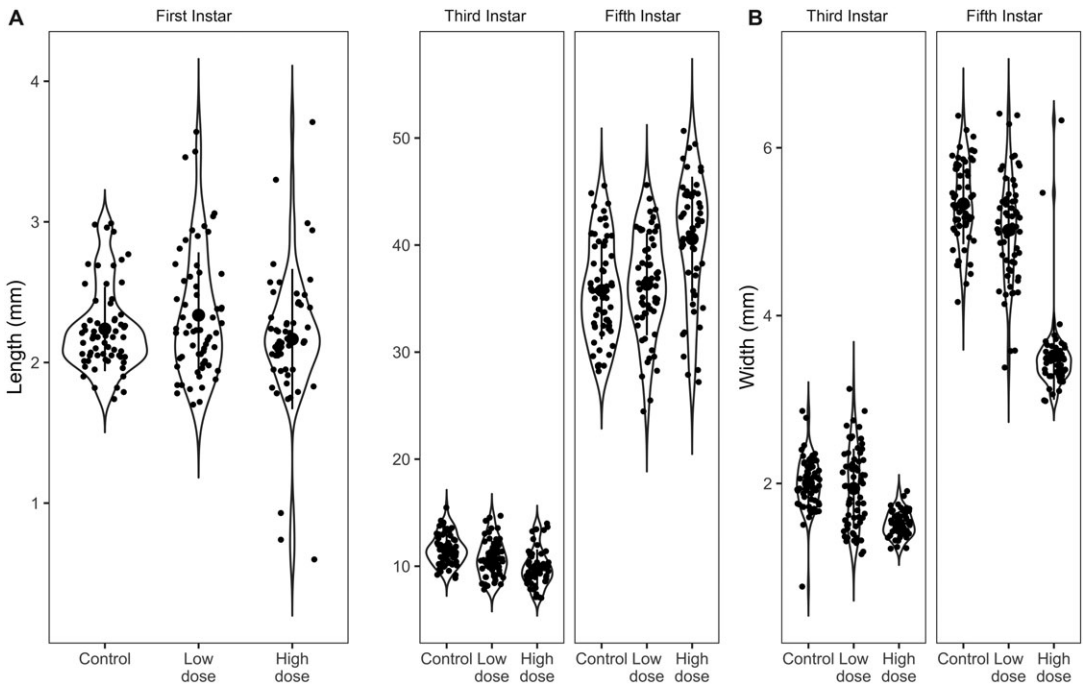 A
First Instar
Third Instar
Fifth Instar
B
Third Instar
Fifth Instar
Length (mm)
4
3
2
1
50
40
30
20
10
Width (mm)
6
4
2
Control
Low dose
High dose
Control
Low dose
High dose
Control
Low dose
High dose
Control
Low dose
High dose
Control
Low dose
High dose